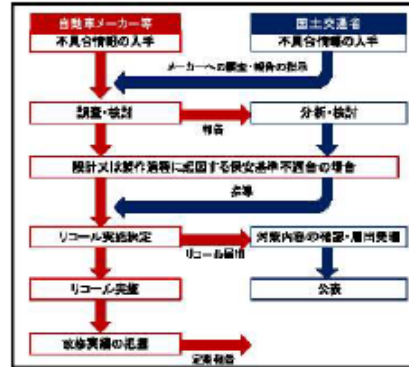 自動車メーカー等
国土交通省
不具合情報の入手
不具合情報の入手
メーカーへの調査・報告の指示
調査・検討
分析・検討
報告
設計又は製作過程に起因する保安基準不適合の場合
指導
リコール実施決定
対策内容の確認・届出受理
リコール届出
リコール実施
公表
改修実績の把握
定期報告